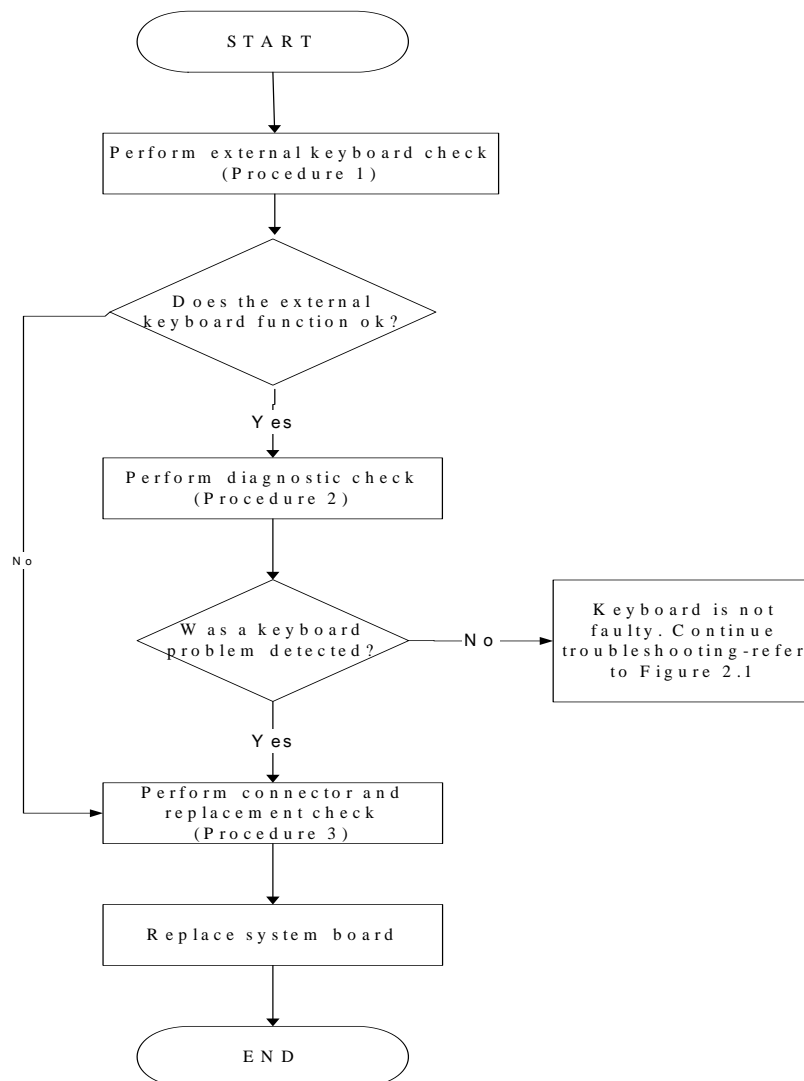 START
Perform external keyboard check
(Procedure 1)
Does the external
keyboard function ok?
Yes
Perform diagnostic check
(Procedure 2)
No
Was a keyboard
problem detected?
No
Keyboard is not
faulty. Continue
troubleshooting-refer
to Figure 2.1
Yes
Perform connector and
replacement check
(Procedure 3)
Replace system board
END